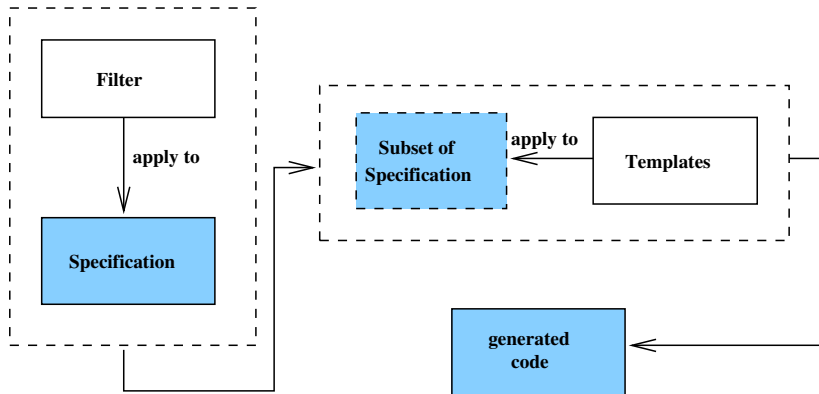 Filter
apply to
Specification
Subset of
Specification
apply to
Templates
generated
code